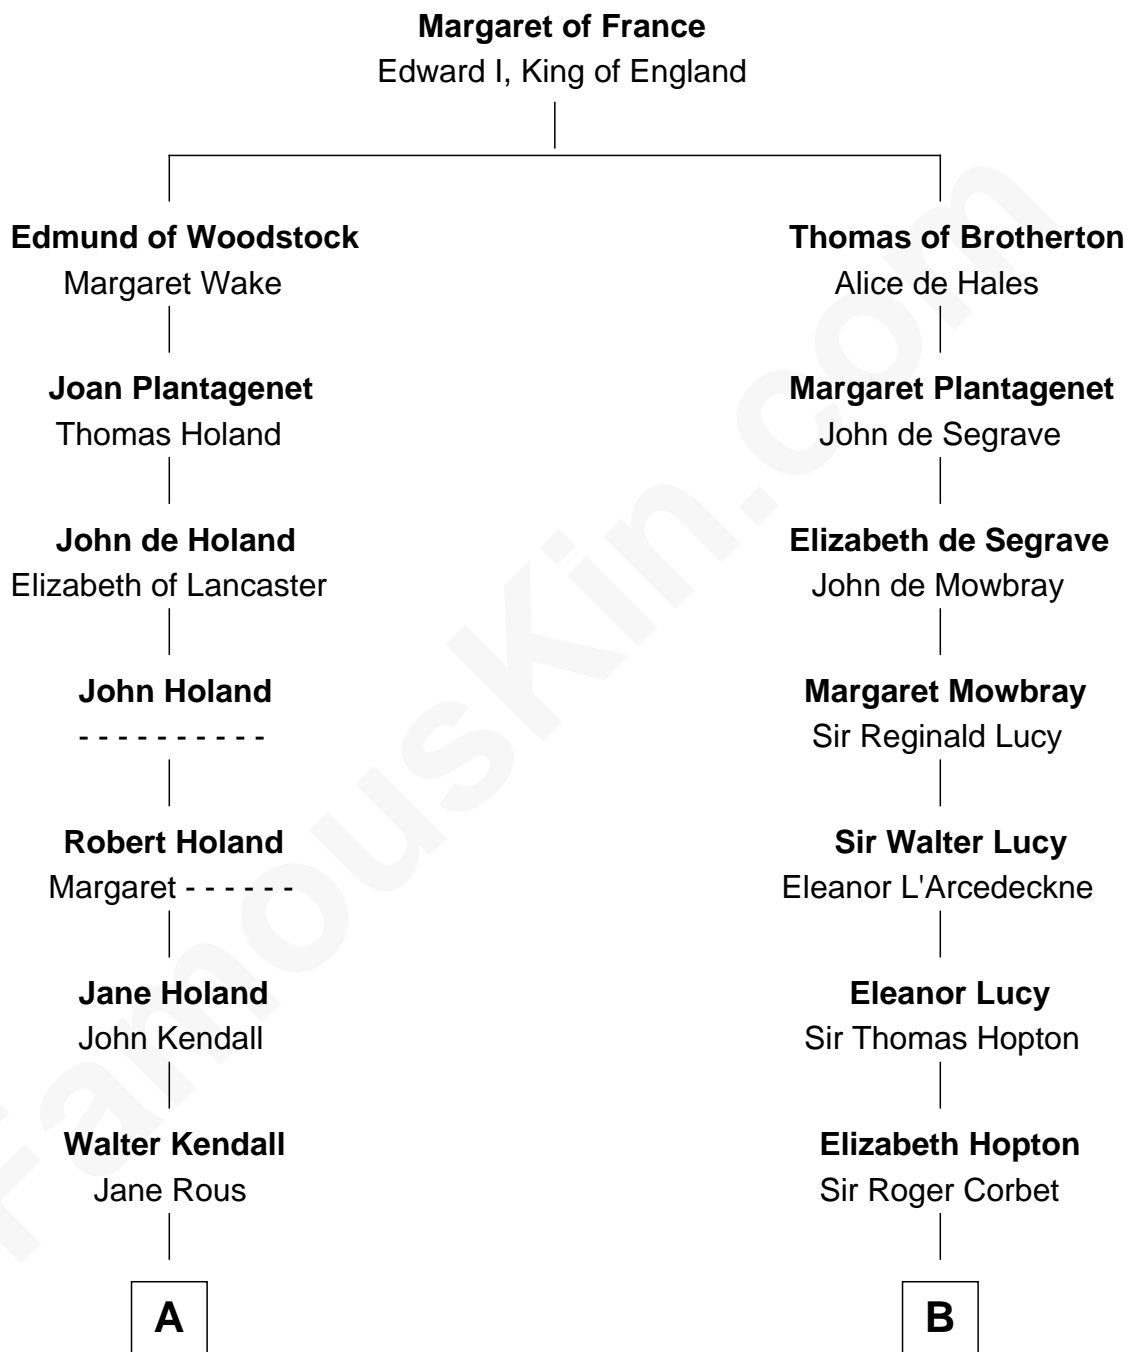 Margaret of France
Edward I, King of England
Edmund of Woodstock
Margaret Wake
Thomas of Brotherton
Alice de Hales
Joan Plantagenet
Thomas Holand
Margaret Plantagenet
John de Segrave
John de Holand
Elizabeth of Lancaster
Elizabeth de Segrave
John de Mowbray
John Holand
- - - - - - - - - -
Margaret Mowbray
Sir Reginald Lucy
Robert Holand
Margaret - - - - - -
Sir Walter Lucy
Eleanor L'Arcedeckne
Jane Holand
John Kendall
Eleanor Lucy
Sir Thomas Hopton
Walter Kendall
Jane Rous
Elizabeth Hopton
Sir Roger Corbet
A
B
FamousKin.com